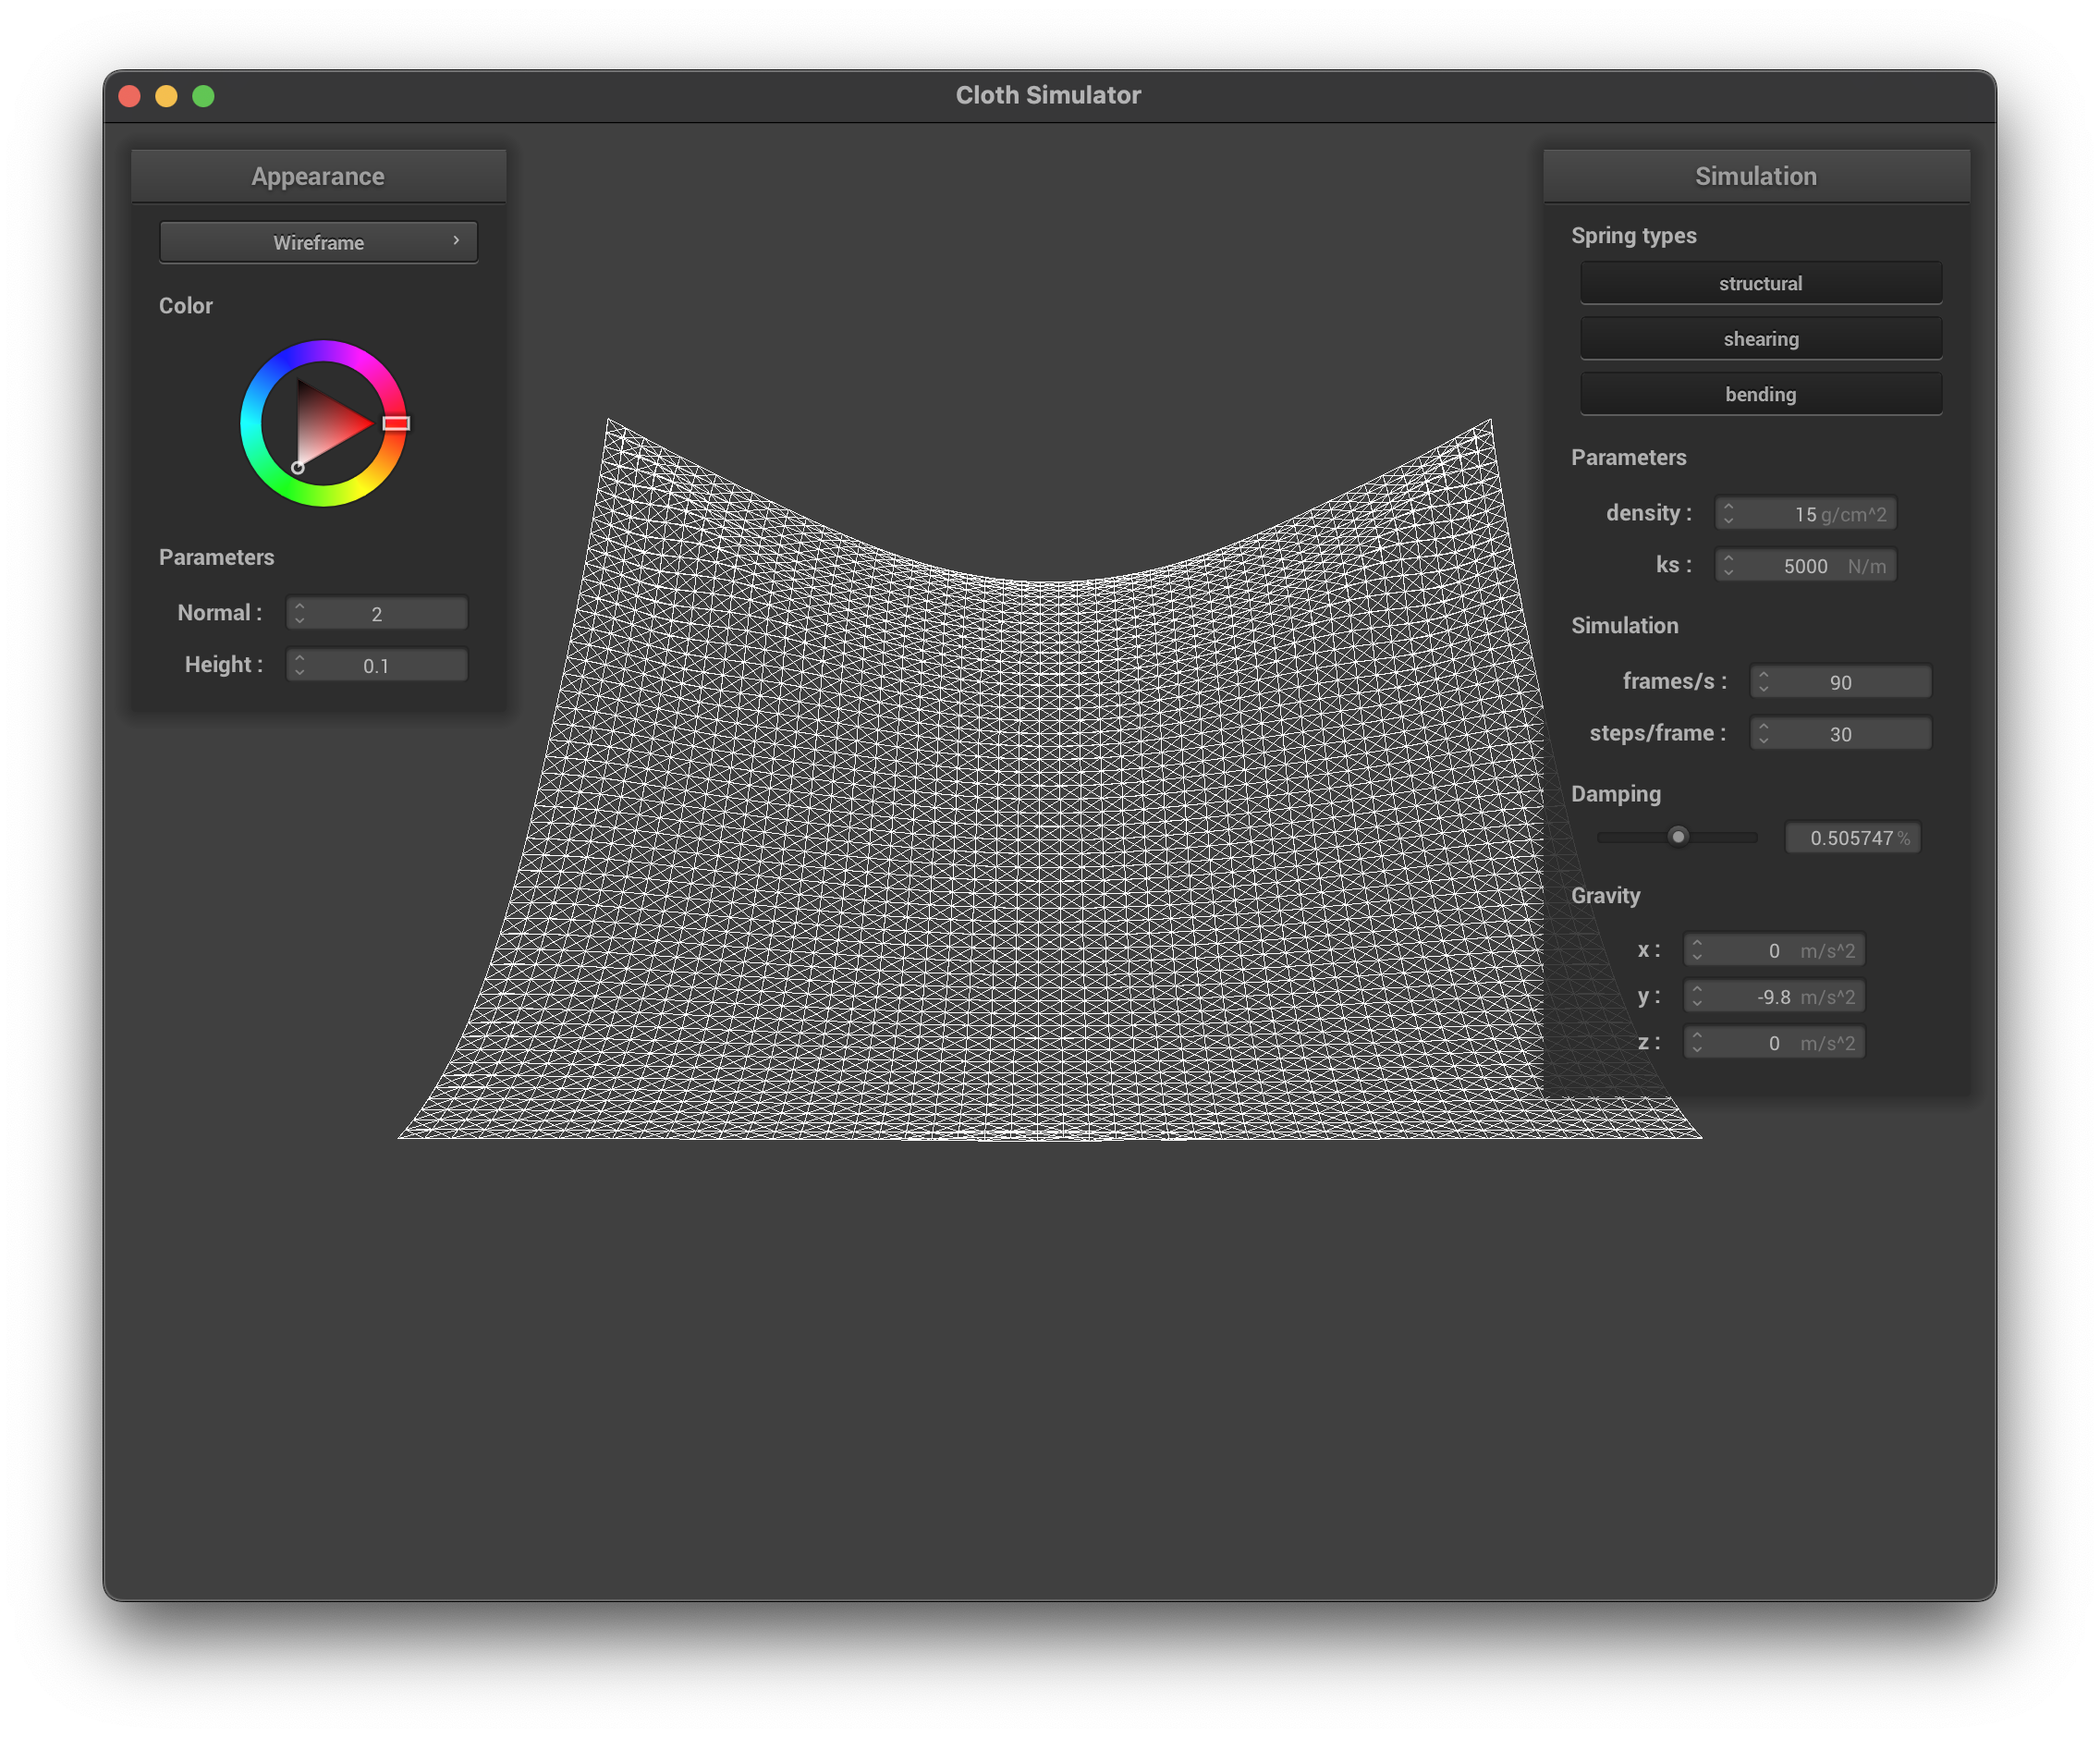 Cloth Simulator
Appearance
Wireframe
Color
Parameters
Normal : 2
Height : 0.1
Simulation
Spring types
structural
shearing
bending
Parameters
density : 15 g/cm^2
ks : 5000 N/m
Simulation
frames/s : 90
steps/frame : 30
Damping
0.505747 %
Gravity
x : 0 m/s^2
y : -9.8 m/s^2
z : 0 m/s^2